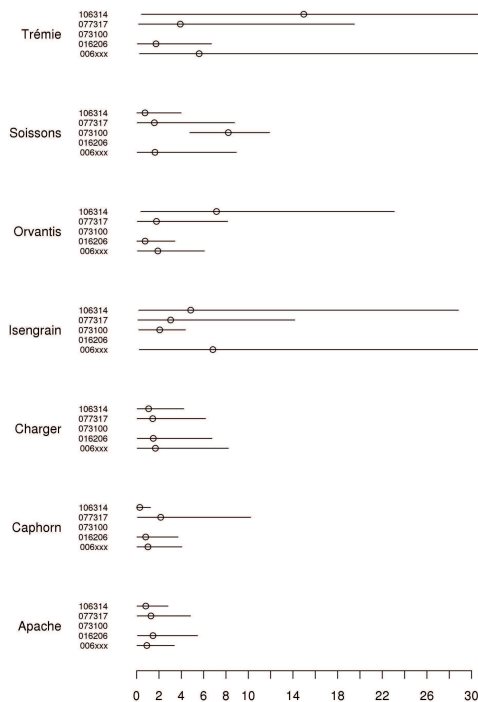 106314
077317
Trémie 073100
016206
006xxx
106314
077317
Soissons 073100
016206
006xxx
106314
077317
Orvantis 073100
016206
006xxx
106314
077317
Isengrain 073100
016206
006xxx
106314
077317
Charger 073100
016206
006xxx
106314
077317
Caphorn 073100
016206
006xxx
106314
077317
Apache 073100
016206
006xxx
0 2 4 6 8 10 14 18 22 26 30